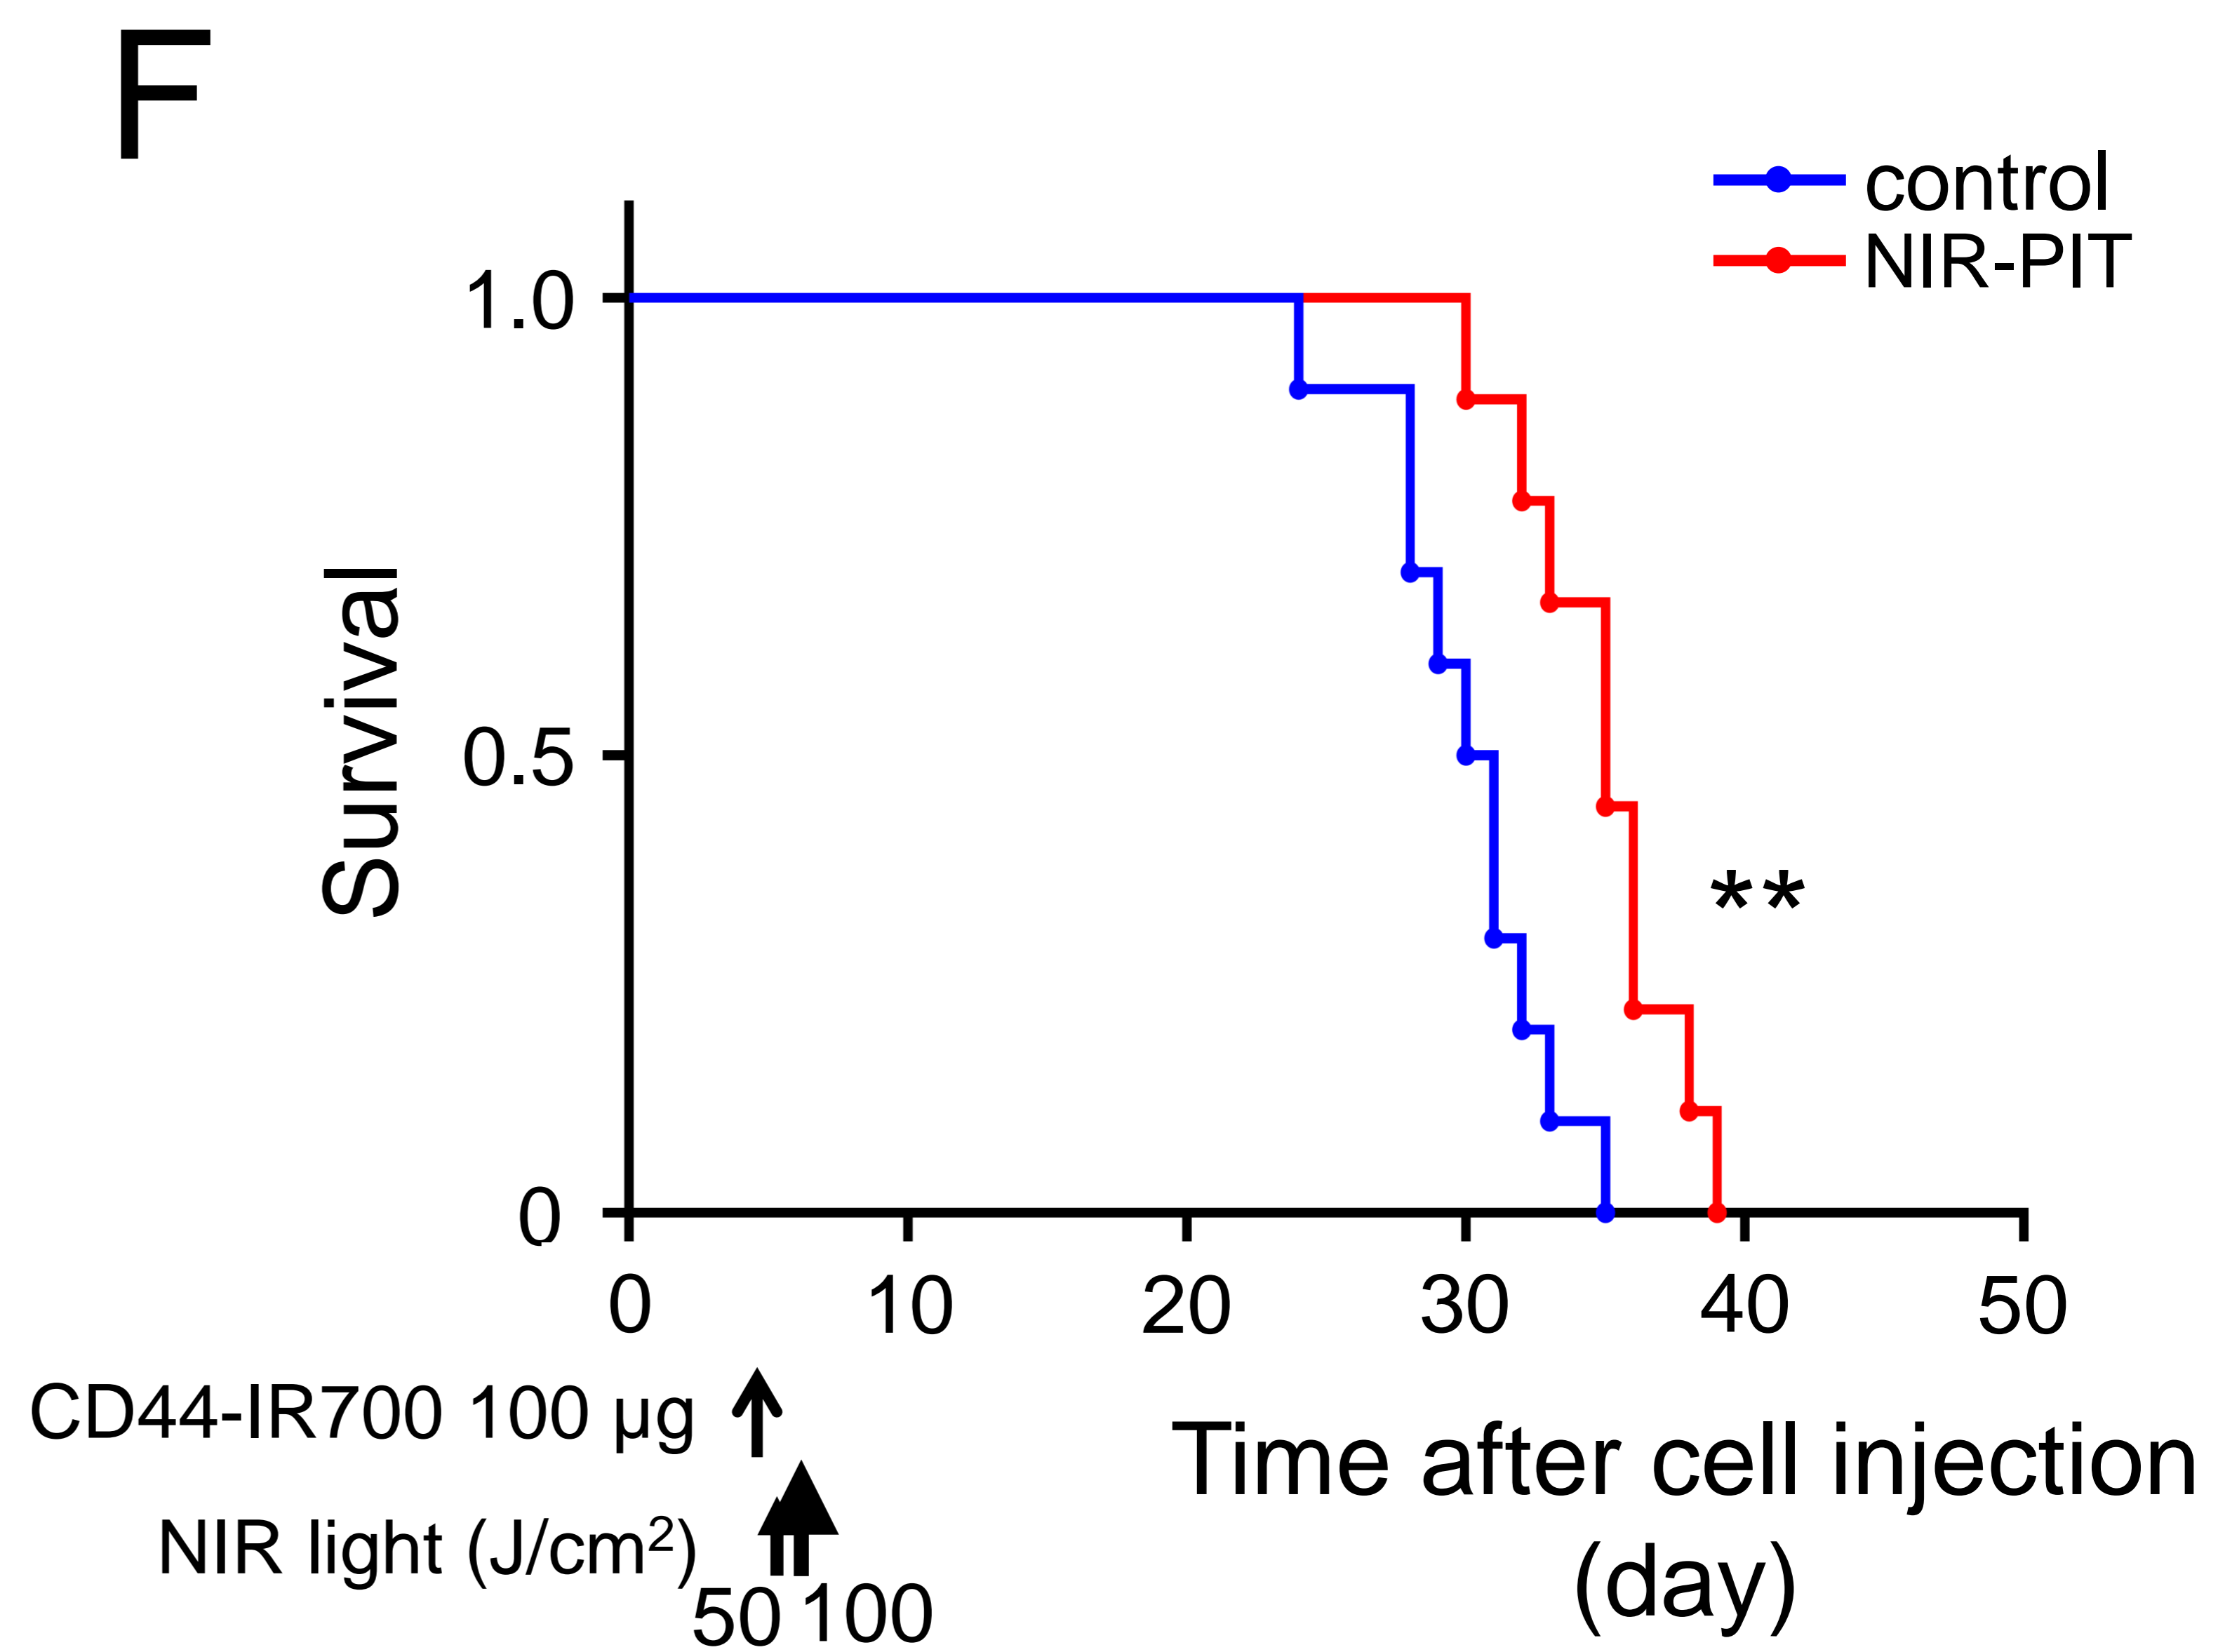 F
control
NIR-PIT
1.0
0.5
0
Survival
**
0 10 20 30 40 50
CD44-IR700 100 µg
Time after cell injection
(day)
NIR light (J/cm²)
50 100